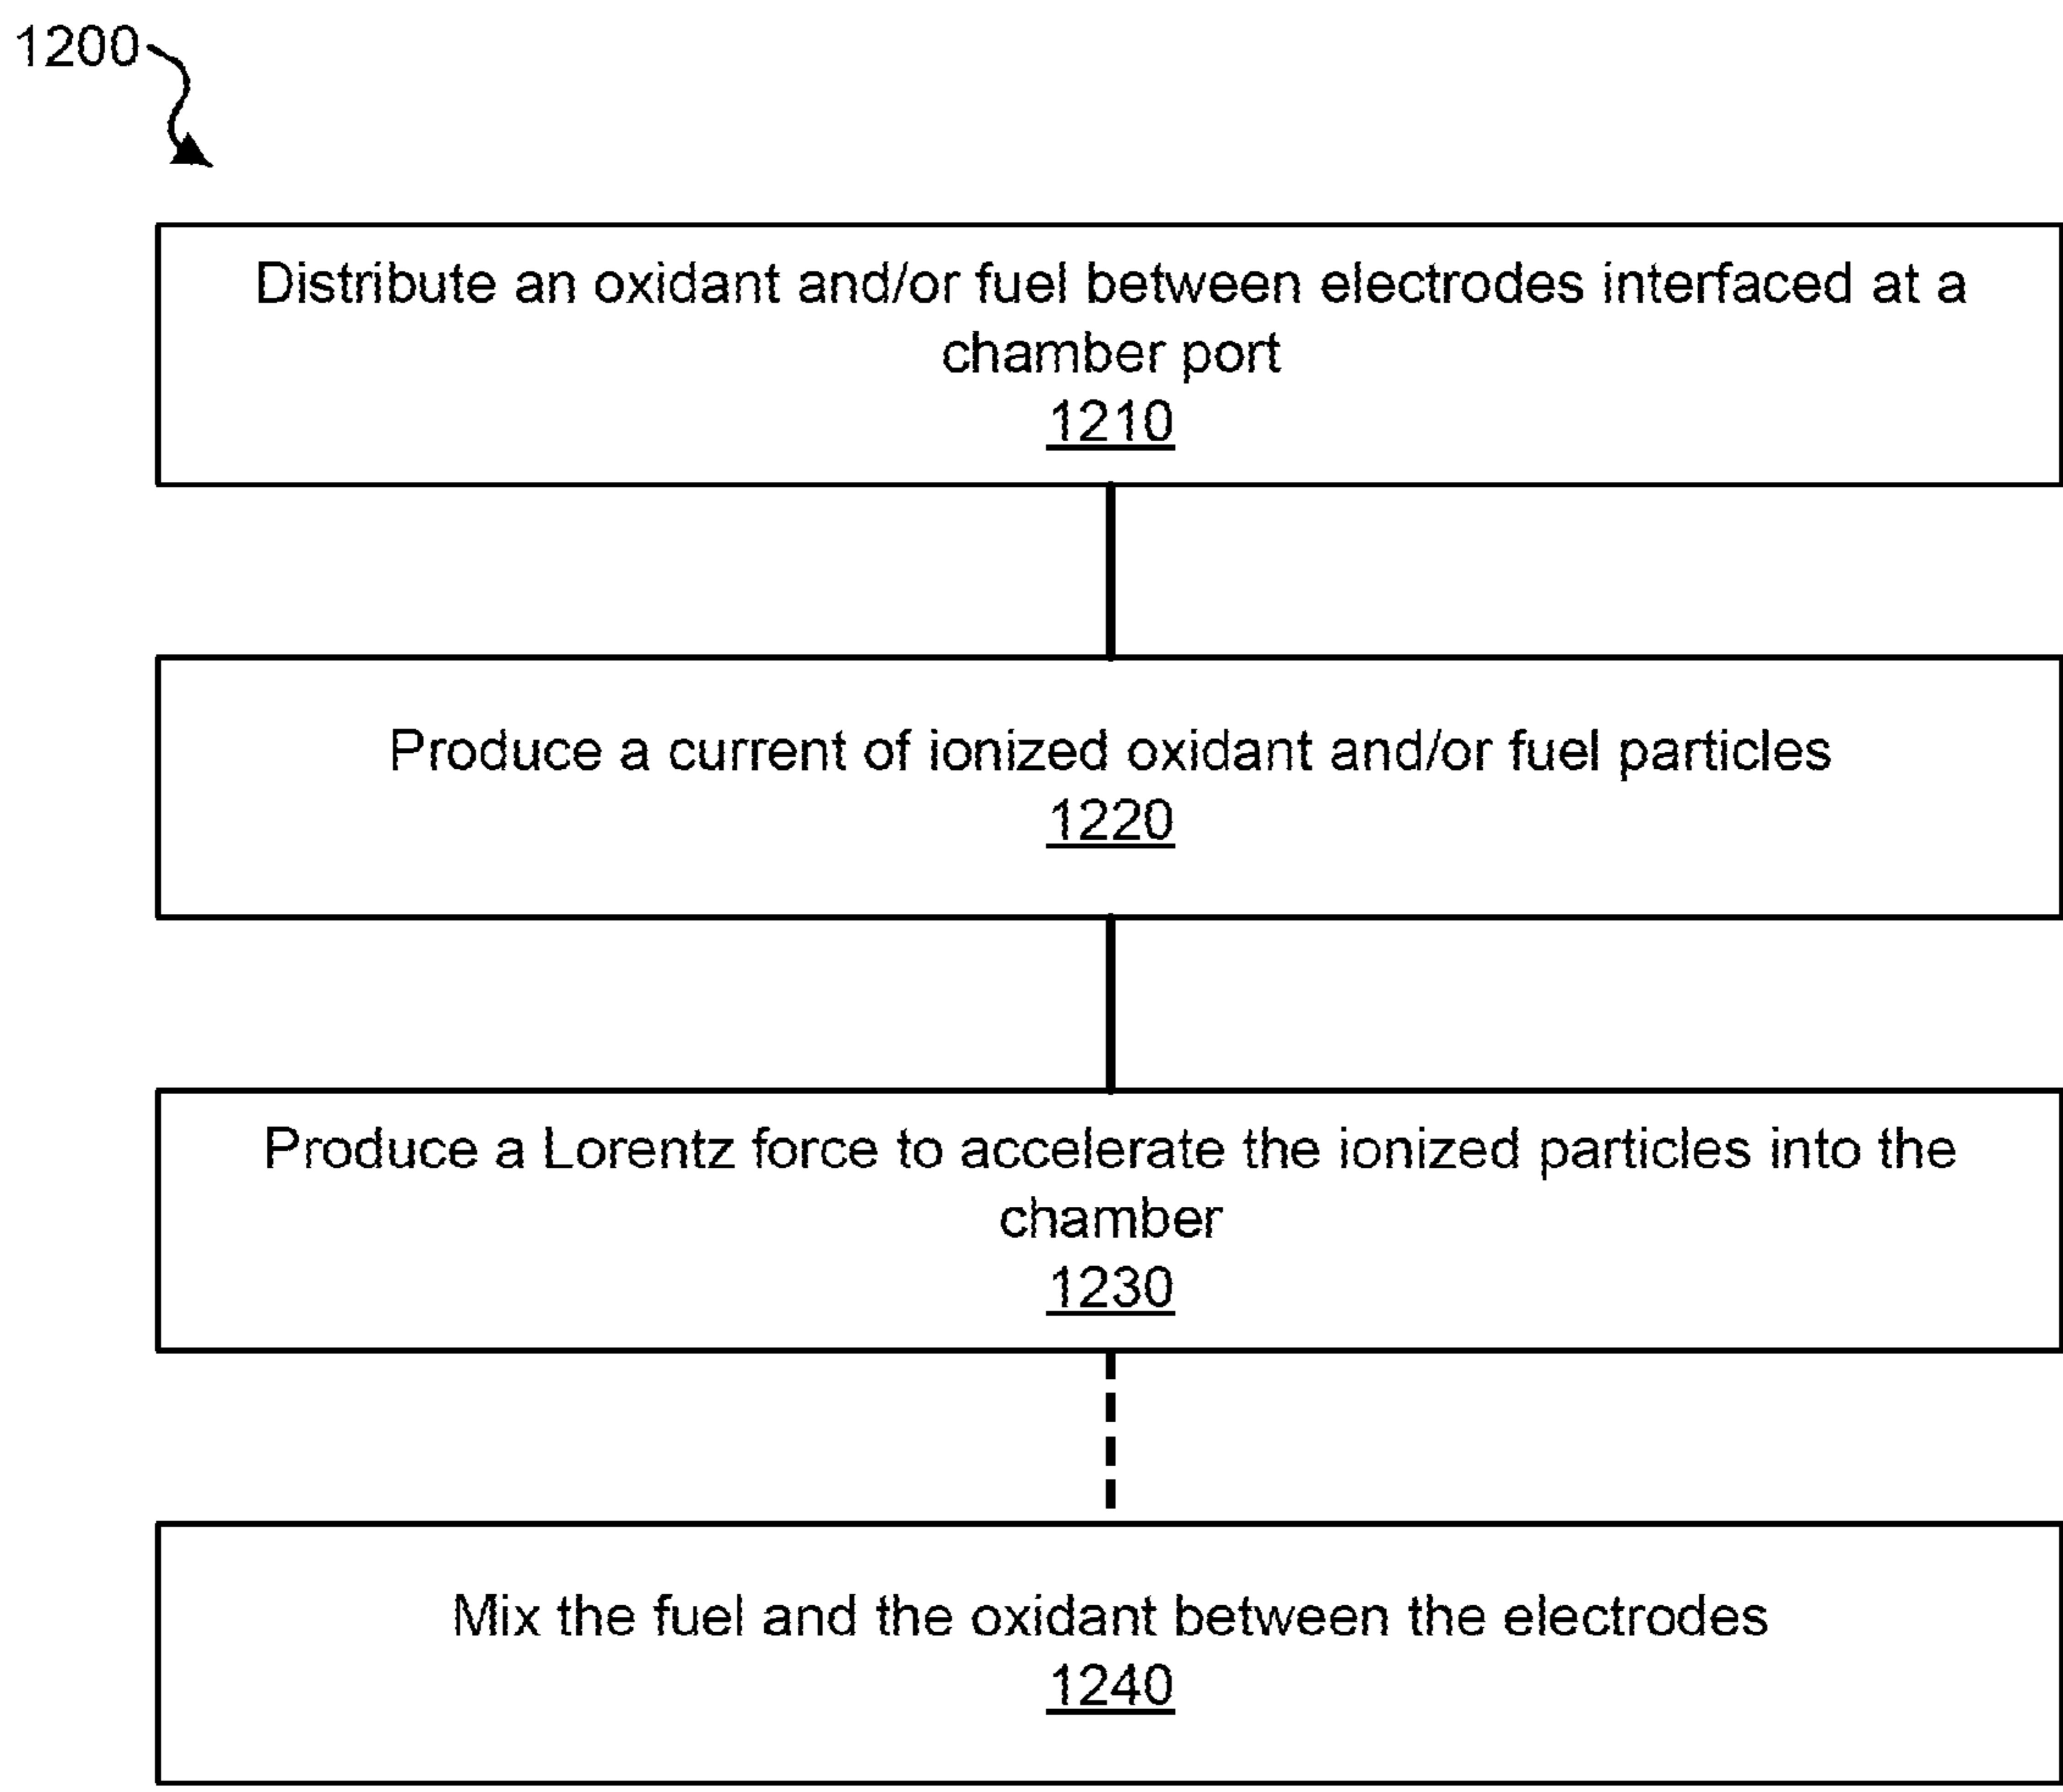 1200
Distribute an oxidant and/or fuel between electrodes interfaced at a
chamber port
1210
Produce a current of ionized oxidant and/or fuel particles
1220
Produce a Lorentz force to accelerate the ionized particles into the
chamber
1230
Mix the fuel and the oxidant between the electrodes
1240